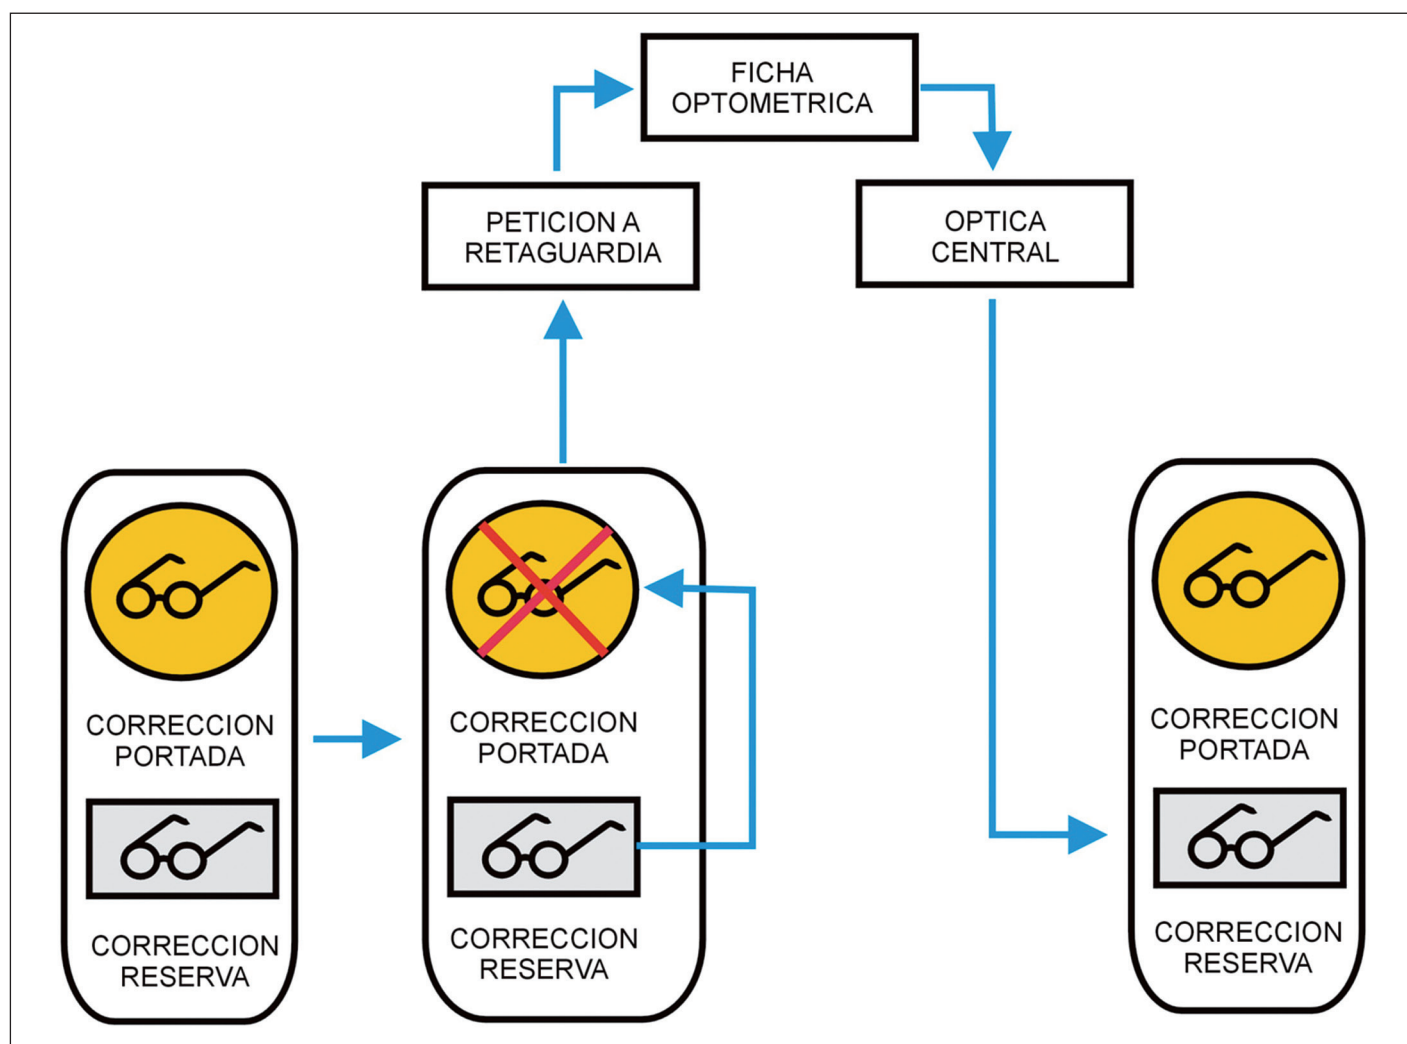 FICHA
OPTOMETRICA
PETICION A
RETAGUARDIA
OPTICA
CENTRAL
CORRECCION
PORTADA
CORRECCION
RESERVA
CORRECCION
PORTADA
CORRECCION
RESERVA
CORRECCION
PORTADA
CORRECCION
RESERVA